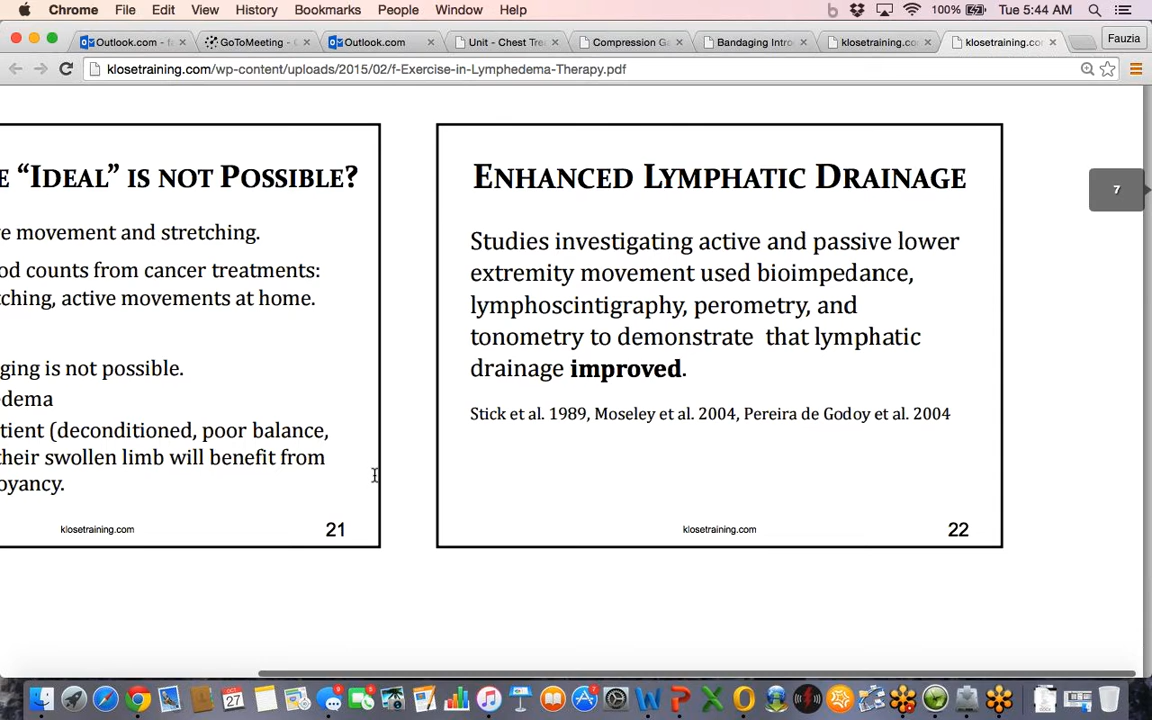 Chrome File Edit View History Bookmarks People Window Help 100% Tue 5:44 AM
Outlook.com - f GoToMeeting - Outlook.com Unit - Chest Tre Compression Ga Bandaging Intro klosetraining.co klosetraining.co Fauzia
klosetraining.com/wp-content/uploads/2015/02/f-Exercise-in-Lymphedema-Therapy.pdf
E "IDEAL" IS NOT POSSIBLE?
ve movement and stretching.
od counts from cancer treatments:
ching, active movements at home.
ging is not possible.
edema
tient (deconditioned, poor balance,
their swollen limb will benefit from
oyancy.
klosetraining.com 21
ENHANCED LYMPHATIC DRAINAGE
Studies investigating active and passive lower
extremity movement used bioimpedance,
lymphoscintigraphy, perometry, and
tonometry to demonstrate that lymphatic
drainage improved.
Stick et al. 1989, Moseley et al. 2004, Pereira de Godoy et al. 2004
klosetraining.com 22
7